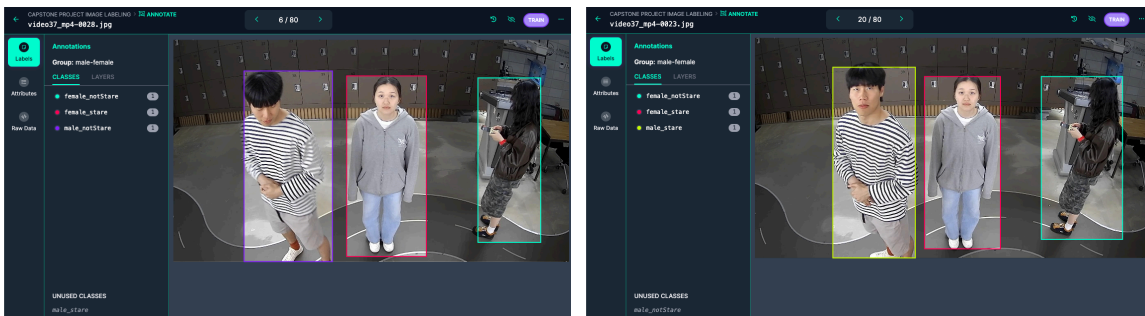 CAPSTONE PROJECT IMAGE LABELING > ANNOTATE
video37_mp4-0028.jpg
6 / 80
TRAIN
Labels
Attributes
Raw Data
Annotations
Group: male-female
CLASSES LAYERS
female_notStare 1
female_stare 1
male_notStare 1
UNUSED CLASSES
male_stare
CAPSTONE PROJECT IMAGE LABELING > ANNOTATE
video37_mp4-0023.jpg
20 / 80
TRAIN
Labels
Attributes
Raw Data
Annotations
Group: male-female
CLASSES LAYERS
female_notStare 1
female_stare 1
male_stare 1
UNUSED CLASSES
male_notStare